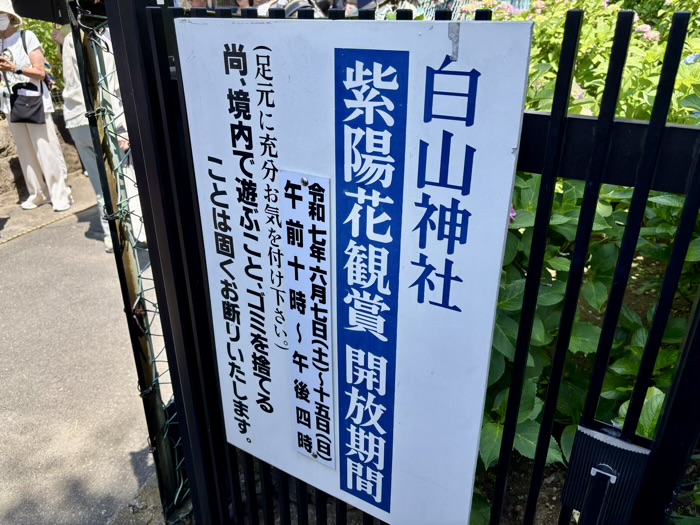 白山神社
紫陽花観賞 開放期間
令和七年六月七日(土)～十五日(日)
午前十時～午後四時
(足元に充分お気を付け下さい。)
尚、境内で遊ぶこと、ゴミを捨てる
ことは固くお断りいたします。